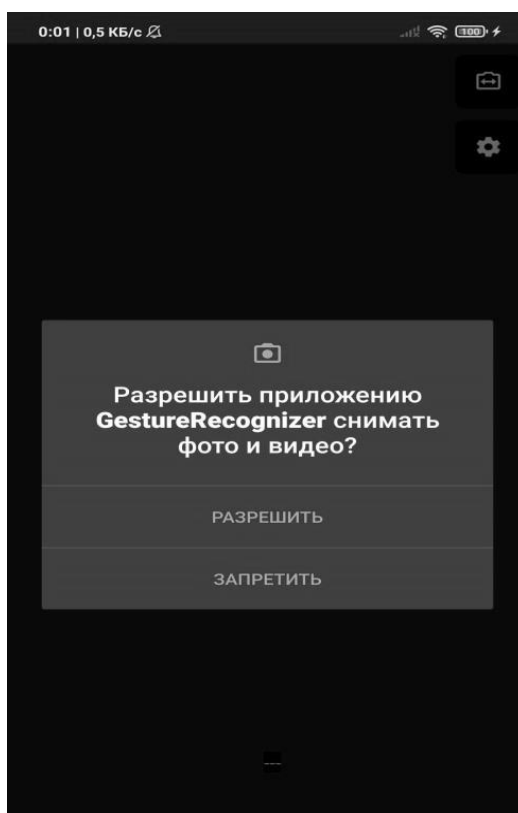 0:01 | 0,5 КБ/с
100
Разрешить приложению
GestureRecognizer снимать
фото и видео?
РАЗРЕШИТЬ
ЗАПРЕТИТЬ
---